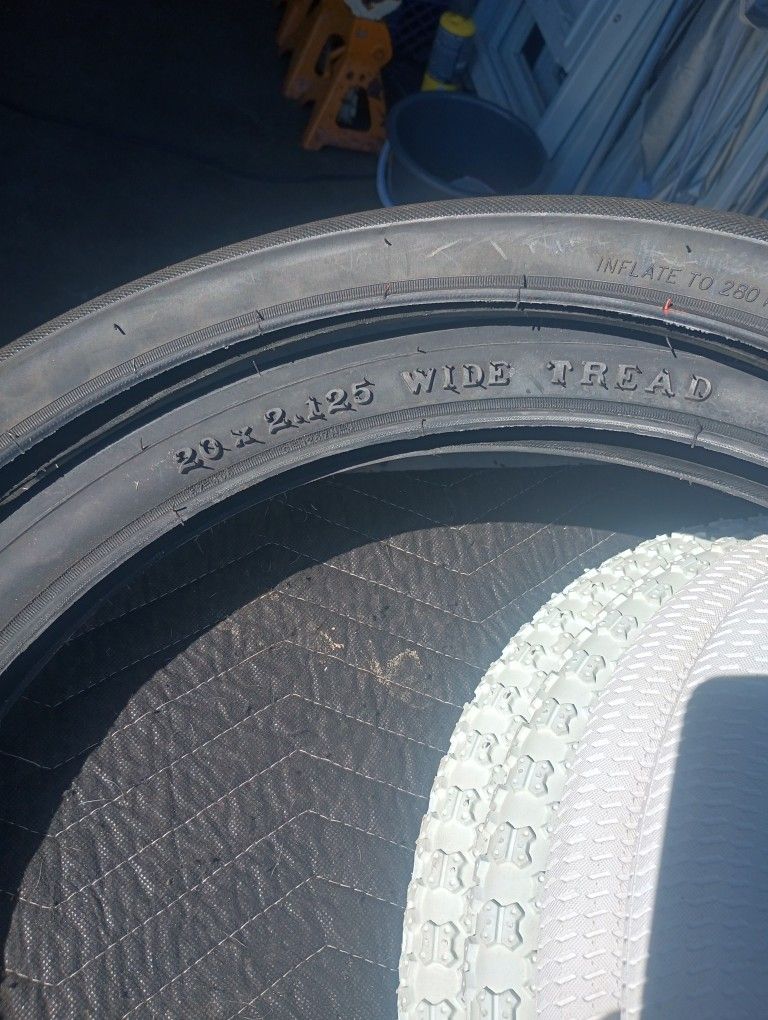 INFLATE TO 280
20 x 2.125 WIDE TREAD